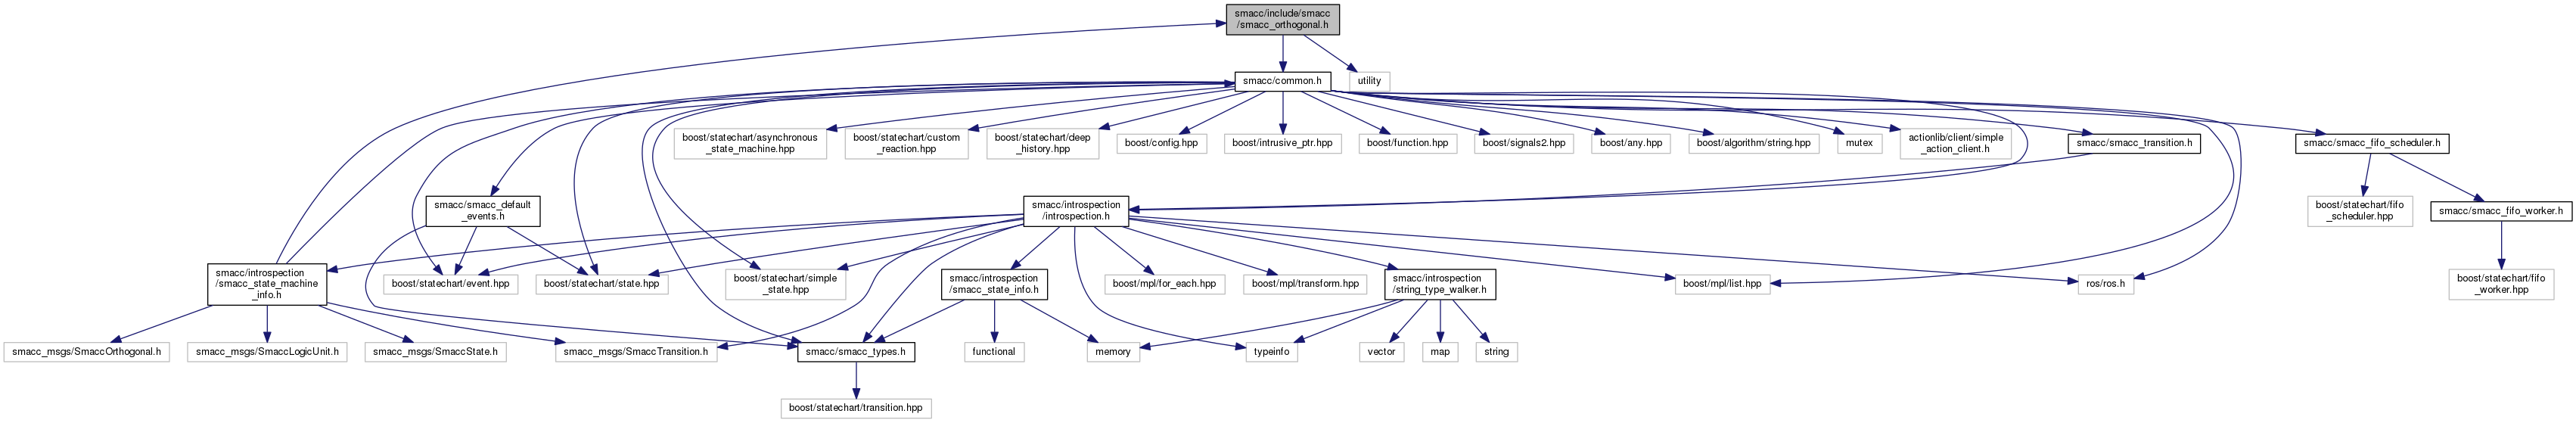 smacc/include/smacc
/smacc_orthogonal.h
smacc/common.h
utility
boost/statechart/asynchronous
_state_machine.hpp
boost/statechart/custom
_reaction.hpp
boost/statechart/deep
_history.hpp
boost/config.hpp
boost/intrusive_ptr.hpp
boost/function.hpp
boost/signals2.hpp
boost/any.hpp
boost/algorithm/string.hpp
mutex
actionlib/client/simple
_action_client.h
smacc/smacc_transition.h
smacc/smacc_fifo_scheduler.h
smacc/smacc_default
_events.h
smacc/introspection
/introspection.h
boost/statechart/fifo
_scheduler.hpp
smacc/smacc_fifo_worker.h
smacc/introspection
/smacc_state_machine
_info.h
boost/statechart/event.hpp
boost/statechart/state.hpp
boost/statechart/simple
_state.hpp
smacc/introspection
/smacc_state_info.h
boost/mpl/for_each.hpp
boost/mpl/transform.hpp
smacc/introspection
/string_type_walker.h
boost/mpl/list.hpp
ros/ros.h
boost/statechart/fifo
_worker.hpp
smacc_msgs/SmaccOrthogonal.h
smacc_msgs/SmaccLogicUnit.h
smacc_msgs/SmaccState.h
smacc_msgs/SmaccTransition.h
smacc/smacc_types.h
functional
memory
typeinfo
vector
map
string
boost/statechart/transition.hpp